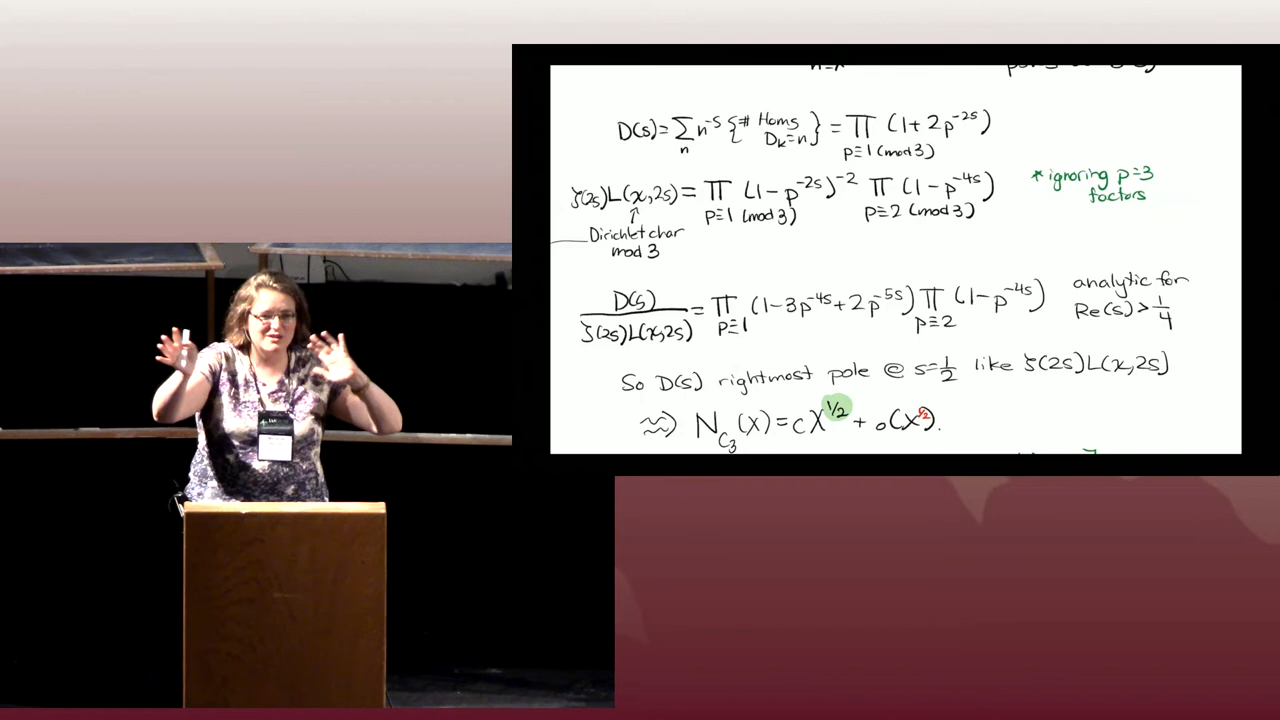 D(s) = ∑_n n^{-s} {# Homs D_k=n} = ∏_{p≡1 (mod 3)} (1+2p^{-2s})
ζ(2s)L(χ,2s) = ∏_{p≡1 (mod 3)} (1-p^{-2s})^{-2} ∏_{p≡2 (mod 3)} (1-p^{-4s})
* ignoring p=3 factors
↑
Dirichlet char
mod 3
D(s)/ζ(2s)L(χ,2s) = ∏_{p≡1} (1-3p^{-4s}+2p^{-5s}) ∏_{p≡2} (1-p^{-4s})
analytic for
Re(s) > 1/4
So D(s) rightmost pole @ s=1/2 like ζ(2s)L(χ,2s)
⇝ N_{C_3}(X) = cX^{1/2} + o(X^{1/2}).